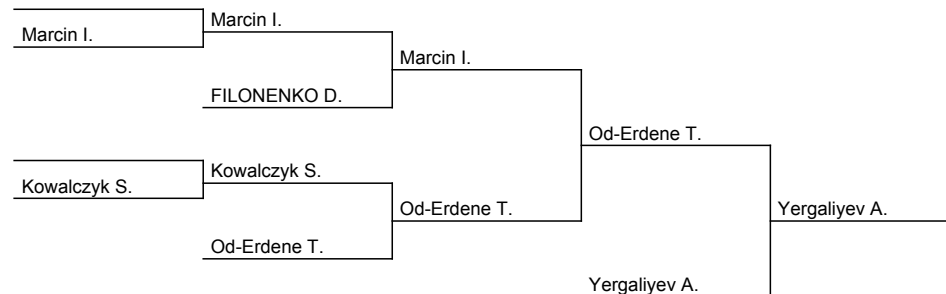 Marcin I.
Marcin I.
Marcin I.
FILONENKO D.
Od-Erdene T.
Kowalczyk S.
Kowalczyk S.
Od-Erdene T.
Yergaliyev A.
Od-Erdene T.
Yergaliyev A.